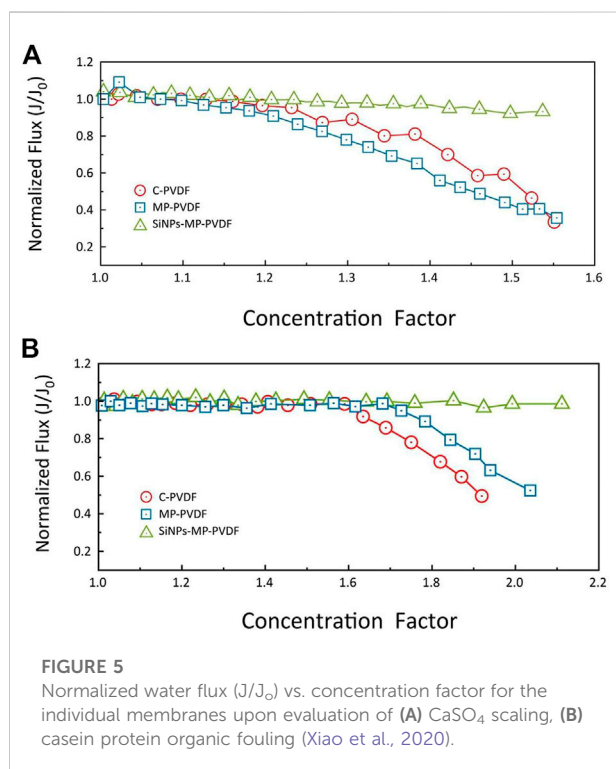 A
Normalized Flux (J/J₀)
1.2
1.0
0.8
0.6
0.4
0.2
C-PVDF
MP-PVDF
SiNPs-MP-PVDF
1.0 1.1 1.2 1.3 1.4 1.5 1.6
Concentration Factor
B
Normalized Flux (J/J₀)
1.2
1.0
0.8
0.6
0.4
0.2
C-PVDF
MP-PVDF
SiNPs-MP-PVDF
1.0 1.2 1.4 1.6 1.8 2.0 2.2
Concentration Factor
FIGURE 5
Normalized water flux (J/Jₒ) vs. concentration factor for the
individual membranes upon evaluation of (A) CaSO₄ scaling, (B)
casein protein organic fouling (Xiao et al., 2020).